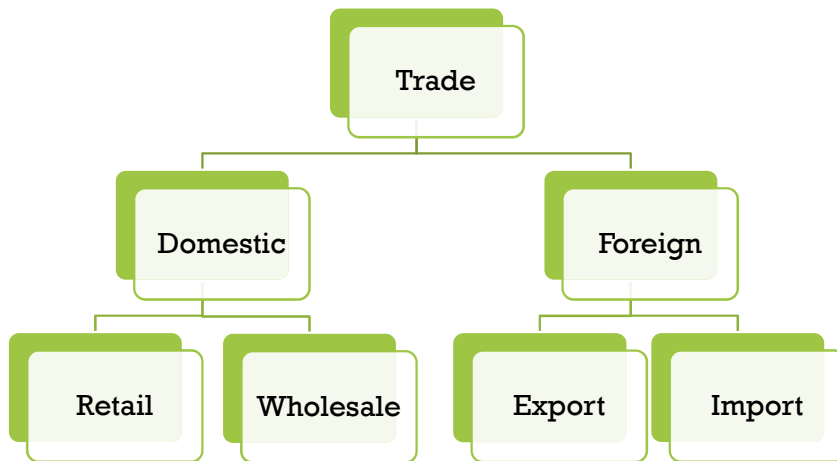 Trade
Domestic
Foreign
Retail
Wholesale
Export
Import